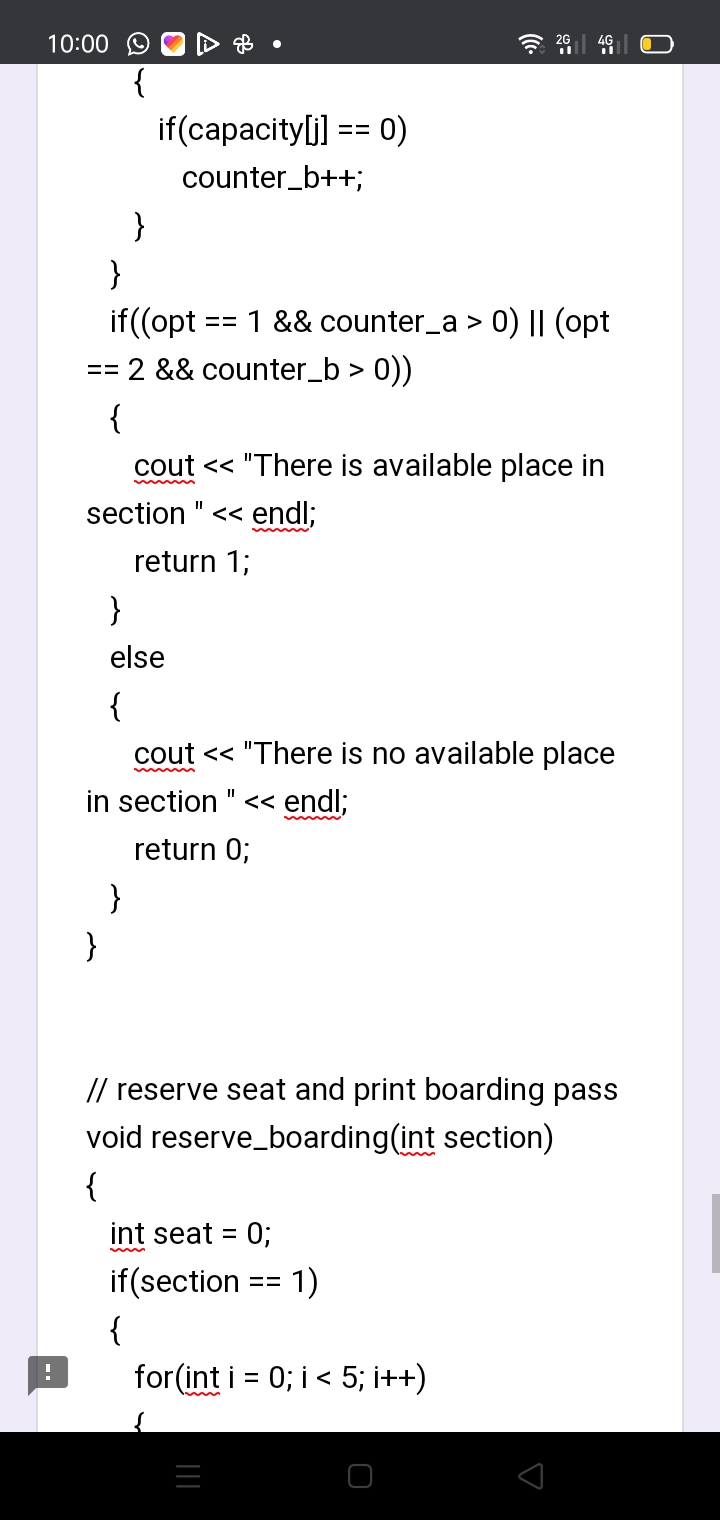 10:00
2G 4G
{
if(capacity[j] == 0)
counter_b++;
}
}
if((opt == 1 && counter_a > 0) || (opt
== 2 && counter_b > 0))
{
cout << "There is available place in
section " << endl;
return 1;
}
else
{
cout << "There is no available place
in section " << endl;
return 0;
}
}
// reserve seat and print boarding pass
void reserve_boarding(int section)
{
int seat = 0;
if(section == 1)
{
for(int i = 0; i < 5; i++)
{